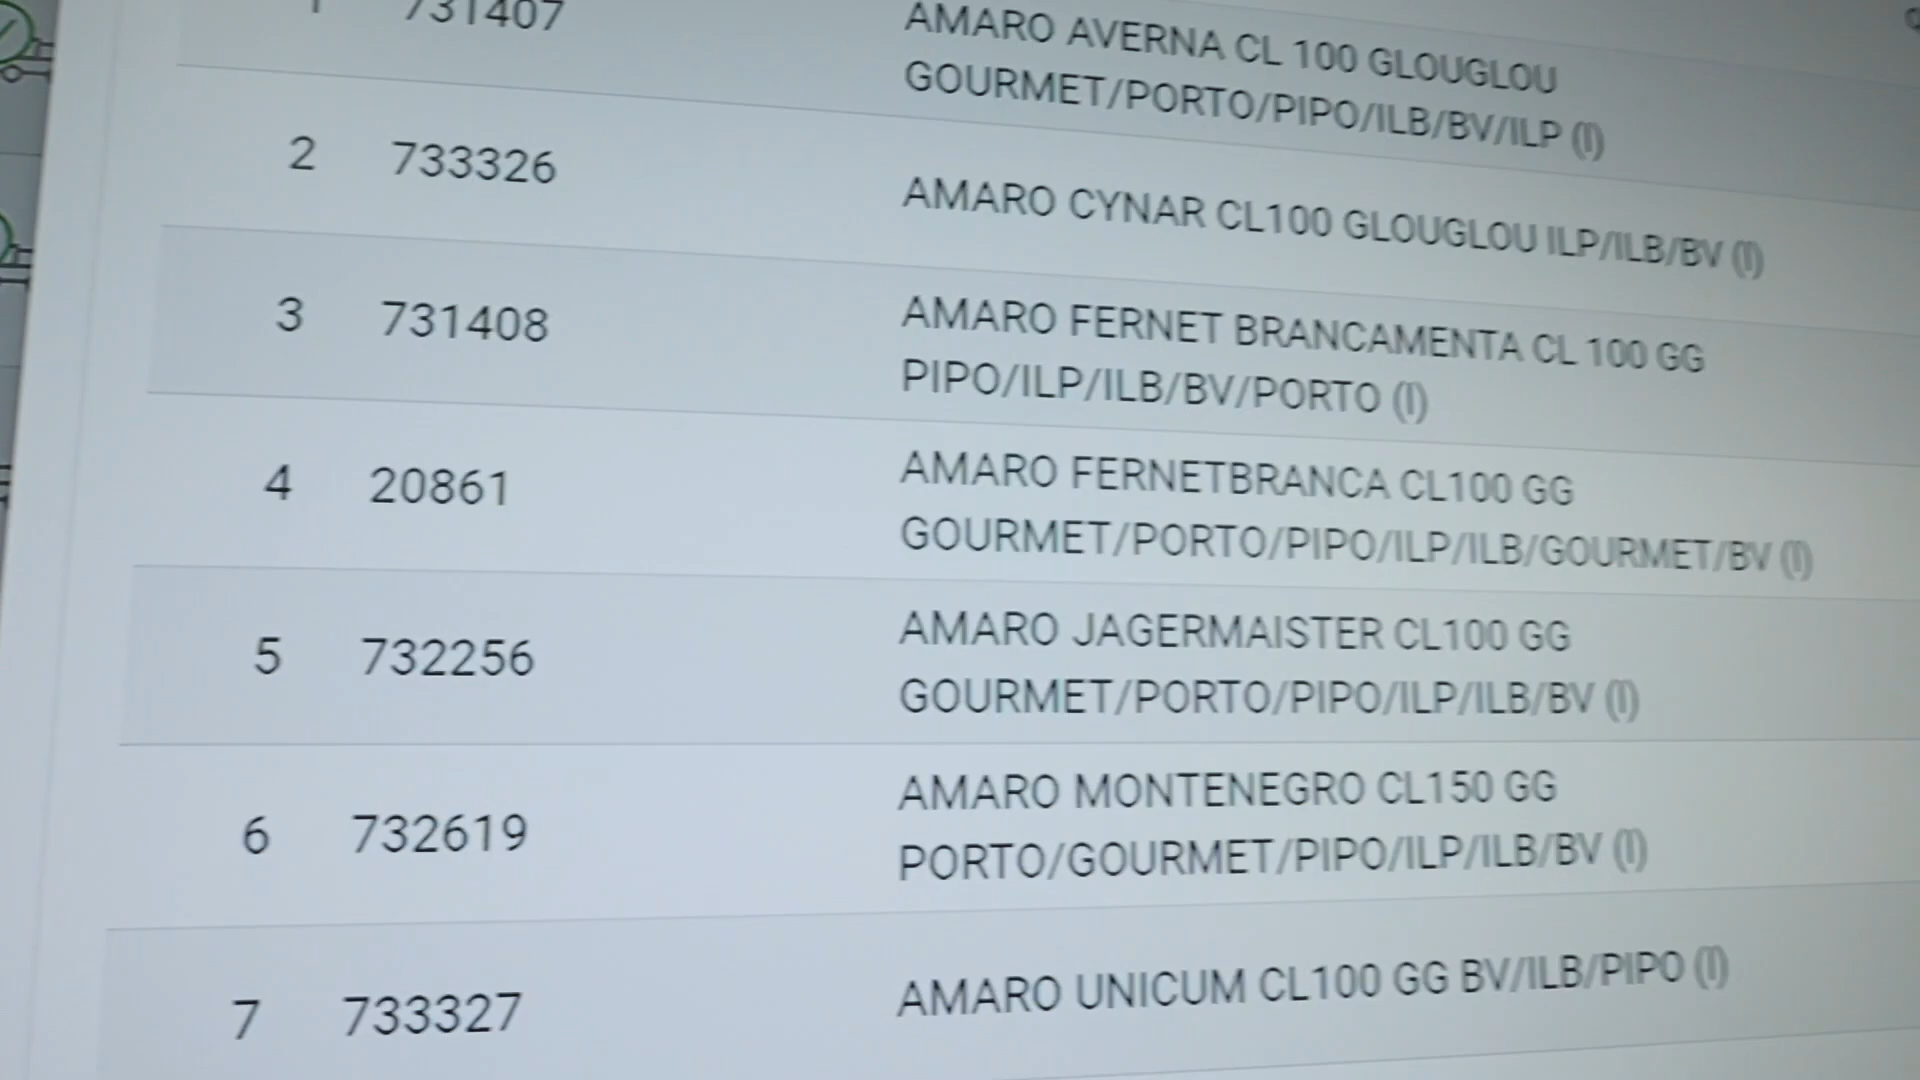 1 731407 AMARO AVERNA CL 100 GLOUGLOU
GOURMET/PORTO/PIPO/ILB/BV/ILP (I)
2 733326 AMARO CYNAR CL100 GLOUGLOU ILP/ILB/BV (I)
3 731408 AMARO FERNET BRANCAMENTA CL 100 GG
PIPO/ILP/ILB/BV/PORTO (I)
4 20861 AMARO FERNETBRANCA CL100 GG
GOURMET/PORTO/PIPO/ILP/ILB/GOURMET/BV (I)
5 732256 AMARO JAGERMAISTER CL100 GG
GOURMET/PORTO/PIPO/ILP/ILB/BV (I)
6 732619 AMARO MONTENEGRO CL150 GG
PORTO/GOURMET/PIPO/ILP/ILB/BV (I)
7 733327 AMARO UNICUM CL100 GG BV/ILB/PIPO (I)